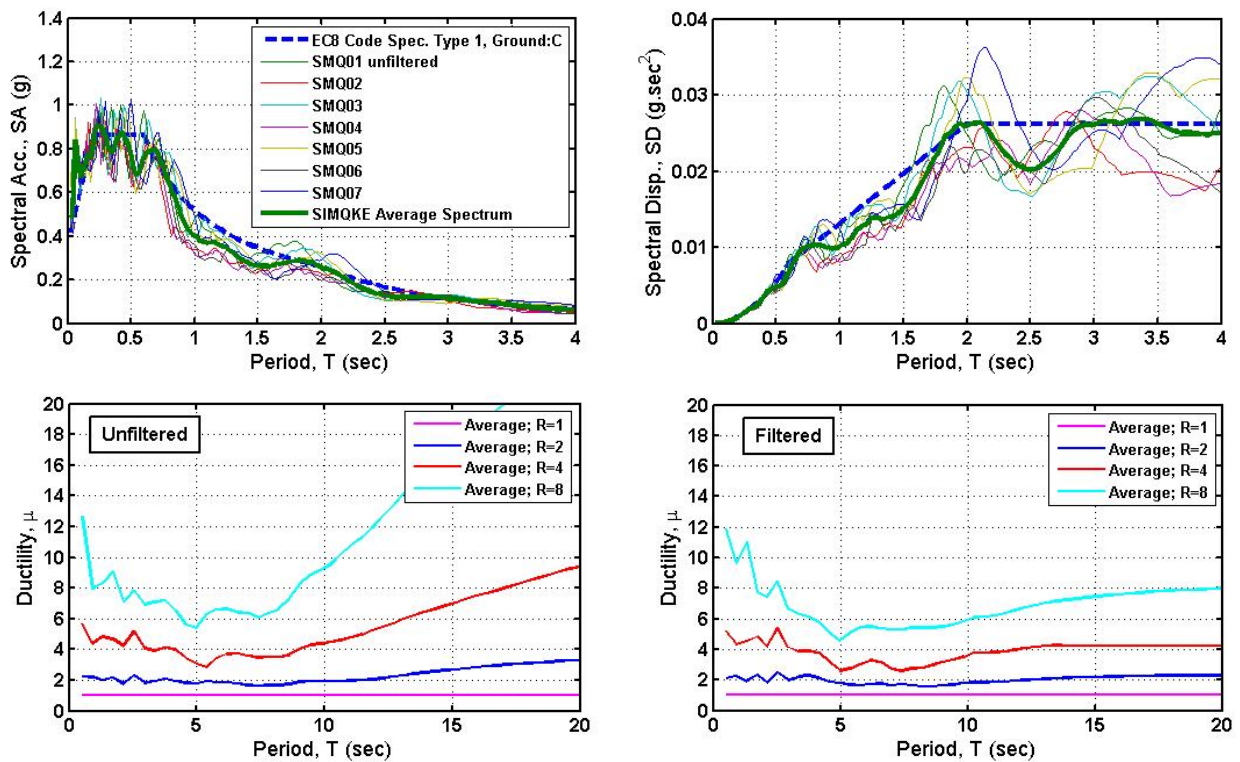 1.4
1.2
1
0.8
0.6
0.4
0.2
0
Spectral Acc., SA (g)
EC8 Code Spec. Type 1, Ground:C
SMQ01 unfiltered
SMQ02
SMQ03
SMQ04
SMQ05
SMQ06
SMQ07
SIMQKE Average Spectrum
0 0.5 1 1.5 2 2.5 3 3.5 4
Period, T (sec)
0.04
0.03
0.02
0.01
0
Spectral Disp., SD (g.sec²)
0 0.5 1 1.5 2 2.5 3 3.5 4
Period, T (sec)
20
18
16
14
12
10
8
6
4
2
0
Ductility, μ
Unfiltered
Average; R=1
Average; R=2
Average; R=4
Average; R=8
0 5 10 15 20
Period, T (sec)
20
18
16
14
12
10
8
6
4
2
0
Ductility, μ
Filtered
Average; R=1
Average; R=2
Average; R=4
Average; R=8
0 5 10 15 20
Period, T (sec)